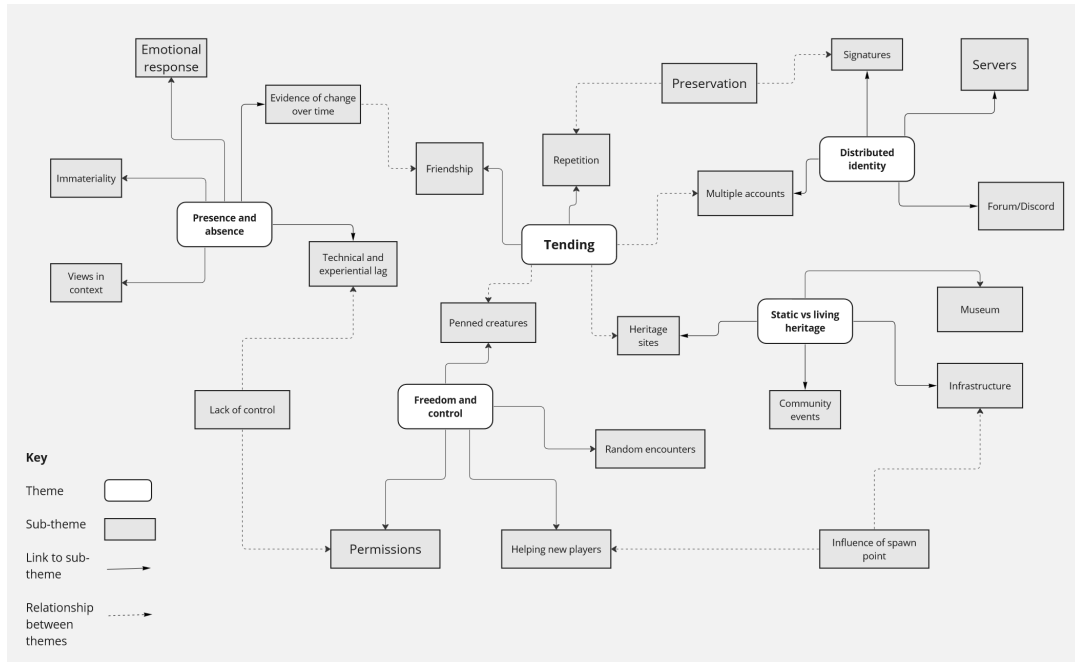 Emotional
response
Evidence of change
over time
Preservation
Signatures
Servers
Immateriality
Friendship
Repetition
Distributed
identity
Multiple accounts
Forum/Discord
Presence and
absence
Tending
Technical and
experiential lag
Views in
context
Penned creatures
Heritage
sites
Static vs living
heritage
Museum
Lack of control
Freedom and
control
Community
events
Infrastructure
Random encounters
Permissions
Helping new players
Influence of spawn
point
Key
Theme
Sub-theme
Link to sub-
theme
Relationship
between
themes